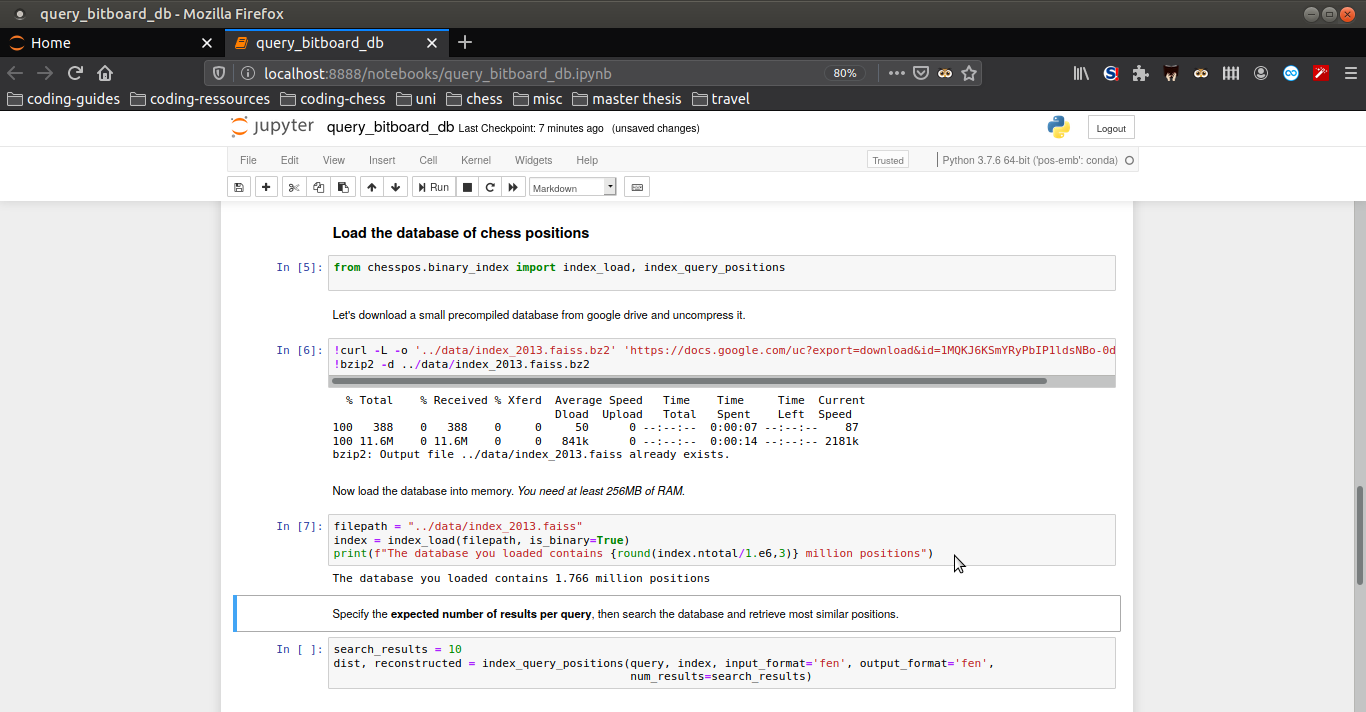 query_bitboard_db - Mozilla Firefox
Home
query_bitboard_db
localhost:8888/notebooks/query_bitboard_db.ipynb
80%
coding-guides coding-ressources coding-chess uni chess misc master thesis travel
jupyter query_bitboard_db Last Checkpoint: 7 minutes ago (unsaved changes)
Logout
File Edit View Insert Cell Kernel Widgets Help
Trusted
Python 3.7.6 64-bit ('pos-emb': conda)
Run
Markdown
Load the database of chess positions
In [5]: from chesspos.binary_index import index_load, index_query_positions
Let's download a small precompiled database from google drive and uncompress it.
In [6]: !curl -L -o '../data/index_2013.faiss.bz2' 'https://docs.google.com/uc?export=download&id=1MQKJ6KSmYRyPbIP1ldsNBo-0d
!bzip2 -d ../data/index_2013.faiss.bz2
% Total % Received % Xferd Average Speed Time Time Time Current
Dload Upload Total Spent Left Speed
100 388 0 388 0 0 50 0 --:--:-- 0:00:07 --:--:-- 87
100 11.6M 0 11.6M 0 0 841k 0 --:--:-- 0:00:14 --:--:-- 2181k
bzip2: Output file ../data/index_2013.faiss already exists.
Now load the database into memory. You need at least 256MB of RAM.
In [7]: filepath = "../data/index_2013.faiss"
index = index_load(filepath, is_binary=True)
print(f"The database you loaded contains {round(index.ntotal/1.e6,3)} million positions")
The database you loaded contains 1.766 million positions
Specify the expected number of results per query, then search the database and retrieve most similar positions.
In [ ]: search_results = 10
dist, reconstructed = index_query_positions(query, index, input_format='fen', output_format='fen',
num_results=search_results)